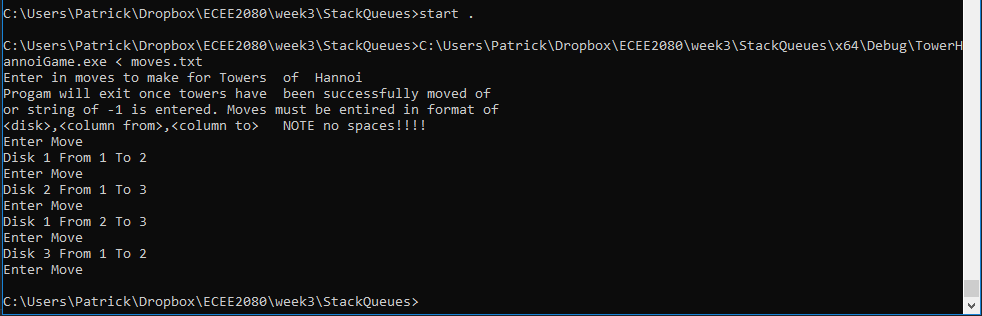 C:\Users\Patrick\Dropbox\ECEE2080\week3\StackQueues>start .
C:\Users\Patrick\Dropbox\ECEE2080\week3\StackQueues>C:\Users\Patrick\Dropbox\ECEE2080\week3\StackQueues\x64\Debug\TowerH
annoiGame.exe < moves.txt
Enter in moves to make for Towers  of  Hannoi
Progam will exit once towers have  been successfully moved of
or string of -1 is entered. Moves must be entired in format of
<disk>,<column from>,<column to>   NOTE no spaces!!!!
Enter Move
Disk 1 From 1 To 2
Enter Move
Disk 2 From 1 To 3
Enter Move
Disk 1 From 2 To 3
Enter Move
Disk 3 From 1 To 2
Enter Move
C:\Users\Patrick\Dropbox\ECEE2080\week3\StackQueues>